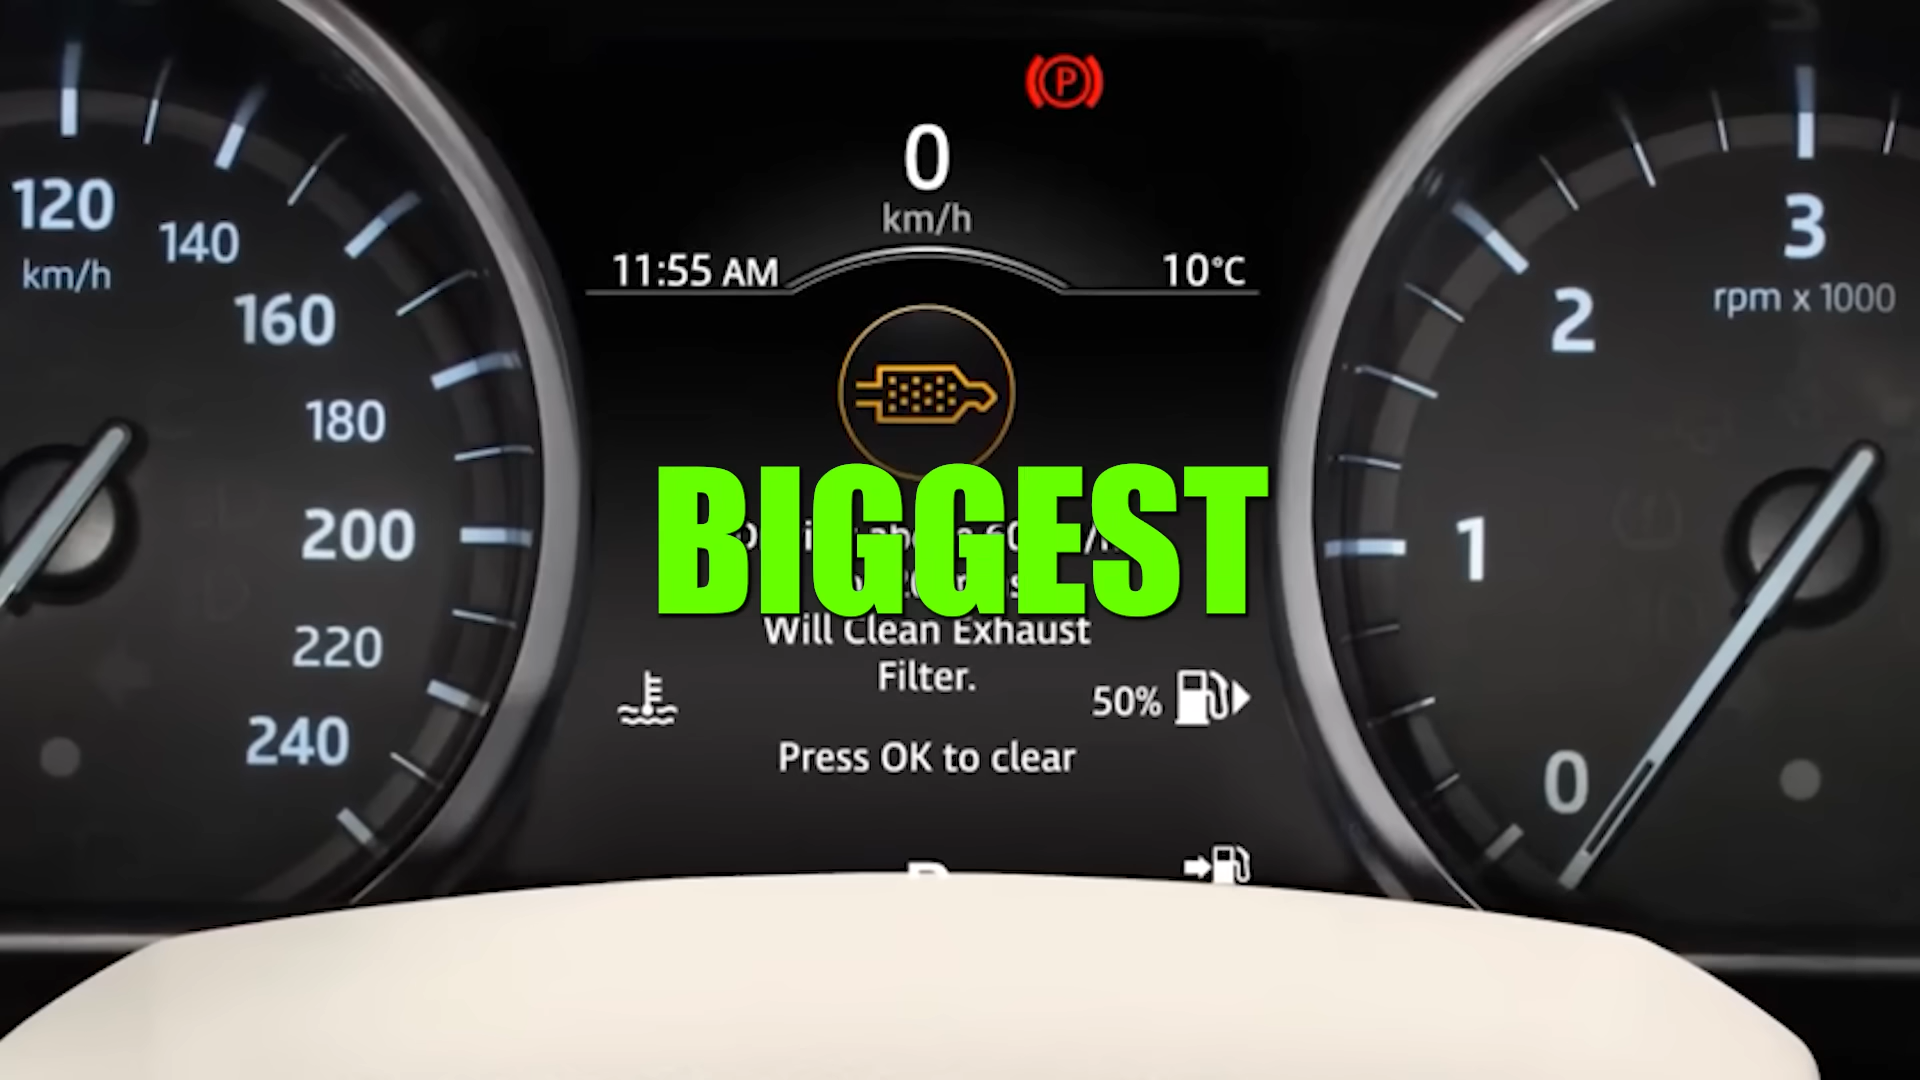 P
0
km/h
11:55 AM
10°C
120
km/h
140
160
180
200
220
240
3
rpm x 1000
2
1
0
BIGGEST
Will Clean Exhaust
Filter.
50%
Press OK to clear